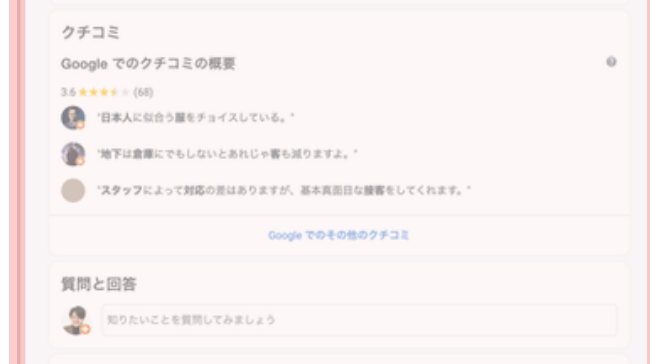 クチコミ
Google でのクチコミの概要
3.6 ★★★★★ (68)
"日本人に似合う服をチョイスしている。"
"地下は倉庫にでもしないとあれじゃ客も減りますよ。"
"スタッフによって対応の差はありますが、基本真面目な接客をしてくれます。"
Google でのその他のクチコミ
質問と回答
知りたいことを質問してみましょう